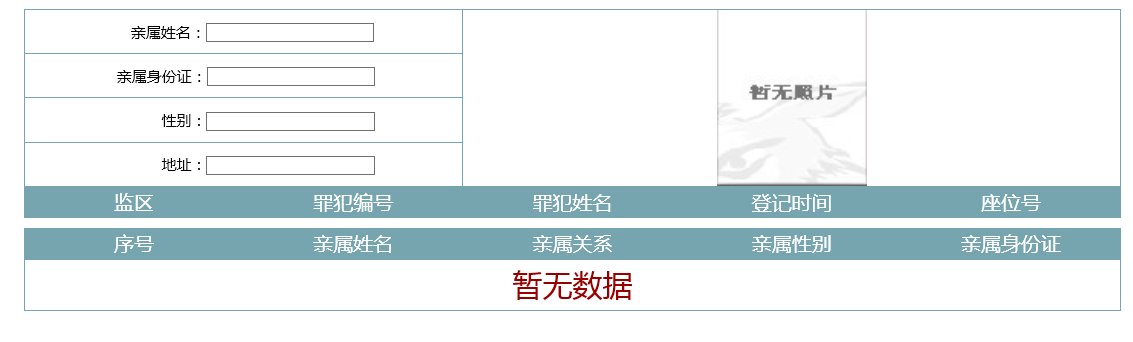 亲属姓名：
亲属身份证：
性别：
地址：
暂无照片
监区 罪犯编号 罪犯姓名 登记时间 座位号
序号 亲属姓名 亲属关系 亲属性别 亲属身份证
暂无数据